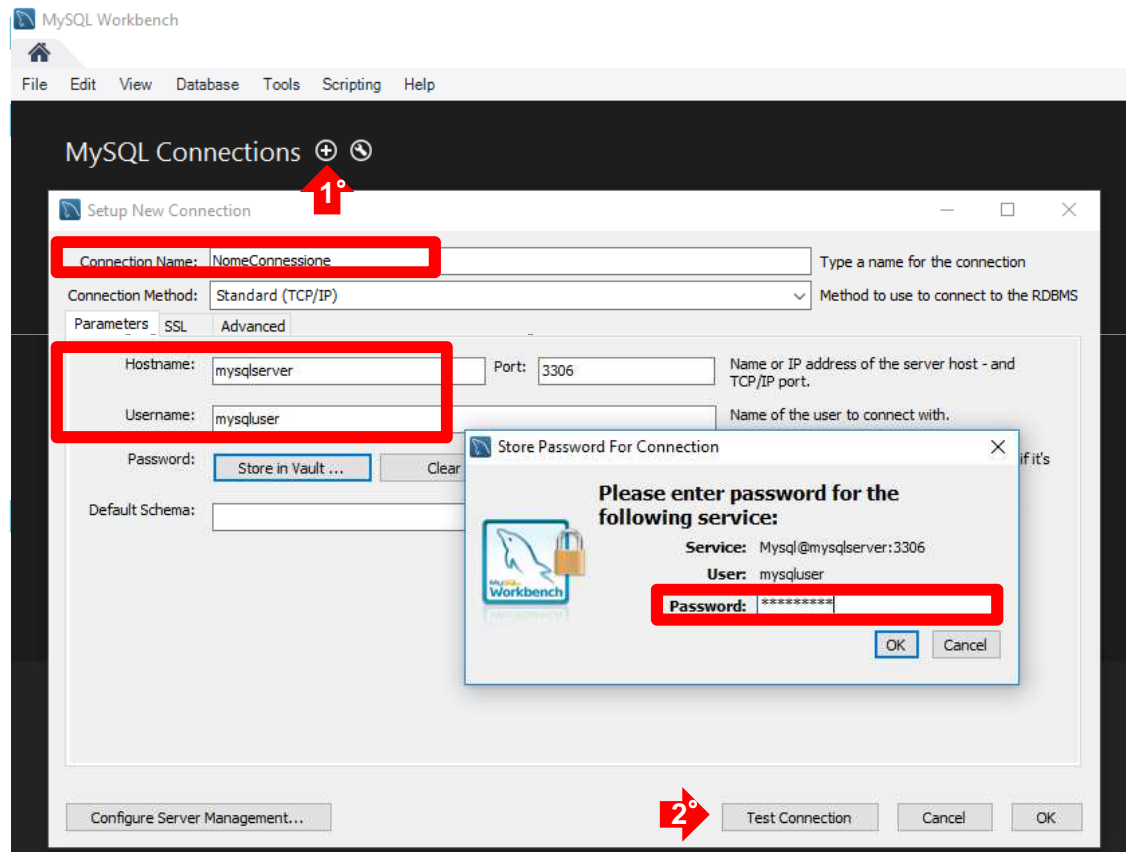 MySQL Workbench
File Edit View Database Tools Scripting Help
MySQL Connections
1°
Setup New Connection
Connection Name: NomeConnessione Type a name for the connection
Connection Method: Standard (TCP/IP) Method to use to connect to the RDBMS
Parameters SSL Advanced
Hostname: mysqlserver Port: 3306 Name or IP address of the server host - and
TCP/IP port.
Username: mysqluser Name of the user to connect with.
Password: Store in Vault ... Clear if it's
Default Schema:
Store Password For Connection
Please enter password for the
following service:
Service: Mysql@mysqlserver:3306
User: mysqluser
Password: *********
MySQL
Workbench
OK Cancel
Configure Server Management... 2° Test Connection Cancel OK